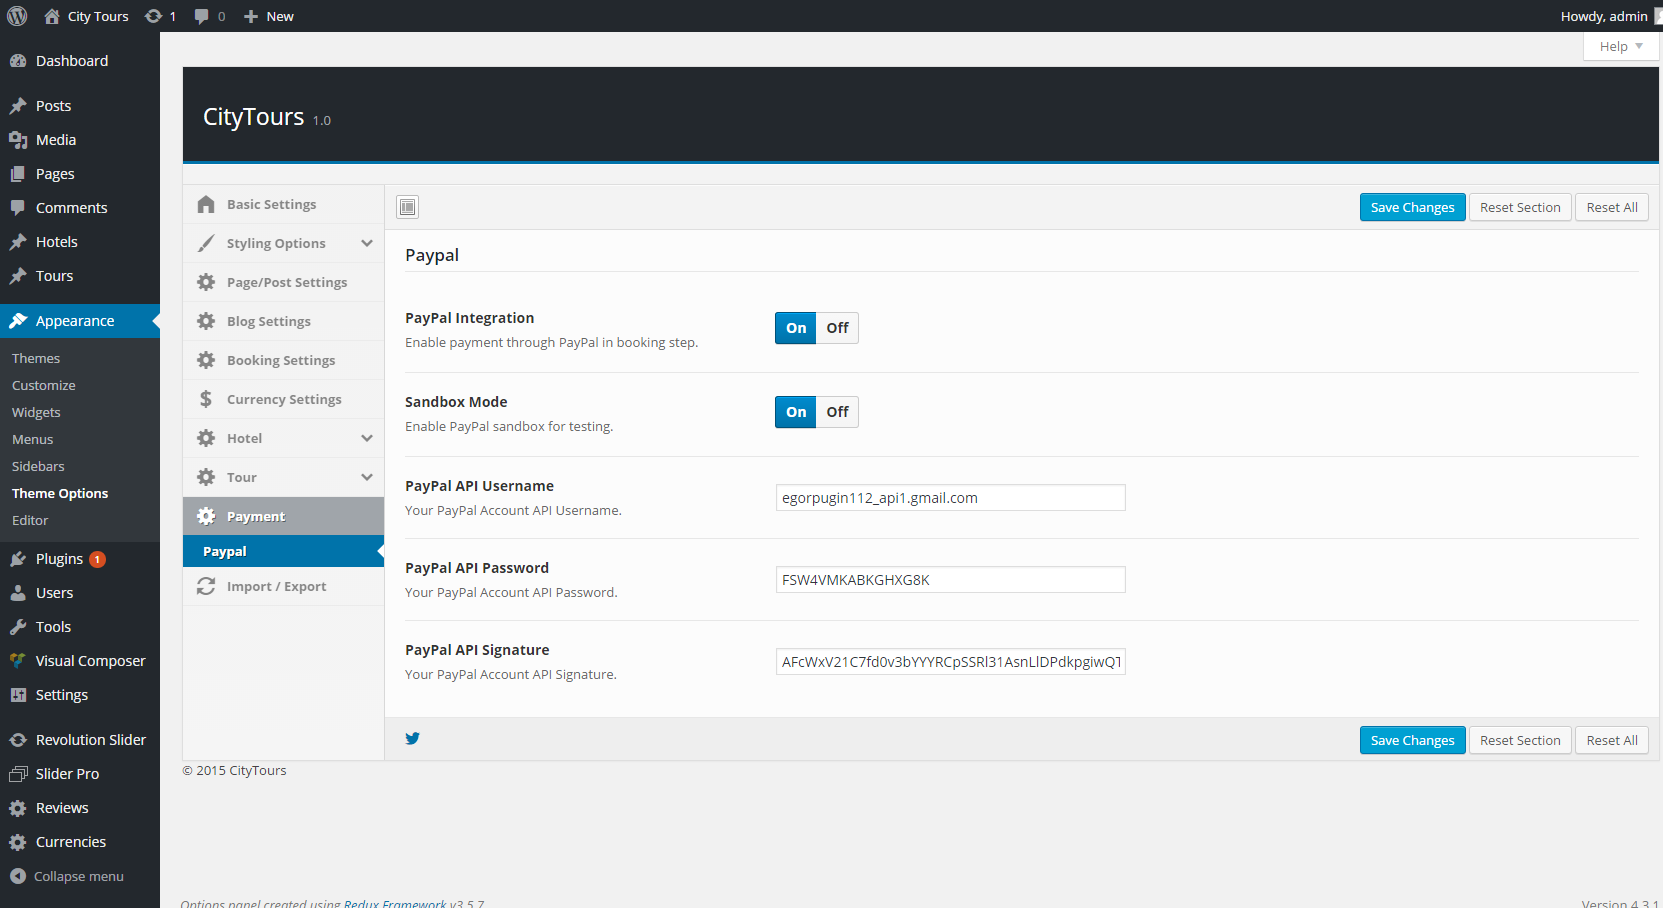 City Tours 1 0 New Howdy, admin
Help
Dashboard
Posts
Media
Pages
Comments
Hotels
Tours
Appearance
Themes
Customize
Widgets
Menus
Sidebars
Theme Options
Editor
Plugins 1
Users
Tools
Visual Composer
Settings
Revolution Slider
Slider Pro
Reviews
Currencies
Collapse menu
CityTours 1.0
Basic Settings
Styling Options
Page/Post Settings
Blog Settings
Booking Settings
Currency Settings
Hotel
Tour
Payment
Paypal
Import / Export
Save Changes Reset Section Reset All
Paypal
PayPal Integration
Enable payment through PayPal in booking step.
On Off
Sandbox Mode
Enable PayPal sandbox for testing.
On Off
PayPal API Username
Your PayPal Account API Username.
egorpugin112_api1.gmail.com
PayPal API Password
Your PayPal Account API Password.
FSW4VMKABKGHXG8K
PayPal API Signature
Your PayPal Account API Signature.
AFcWxV21C7fd0v3bYYYRCpSSRl31AsnLlDPdkpgiwQT
Save Changes Reset Section Reset All
© 2015 CityTours
Options panel created using Redux Framework v3.5.7
Version 4.3.1